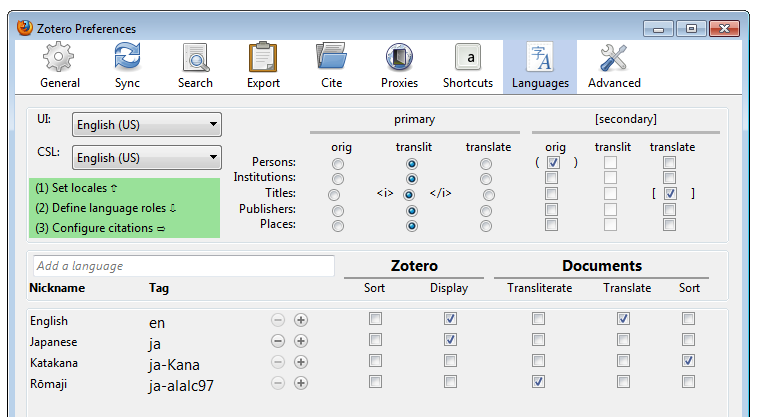 Zotero Preferences
General Sync Search Export Cite Proxies Shortcuts Languages Advanced
UI: English (US)
CSL: English (US)
(1) Set locales ⇧
(2) Define language roles ⇩
(3) Configure citations ⇨
primary [secondary]
orig translit translate orig translit translate
Persons: ( )
Institutions:
Titles: <i> </i> [ ]
Publishers:
Places:
Add a language Zotero Documents
Nickname Tag Sort Display Transliterate Translate Sort
English en
Japanese ja
Katakana ja-Kana
Rōmaji ja-alalc97